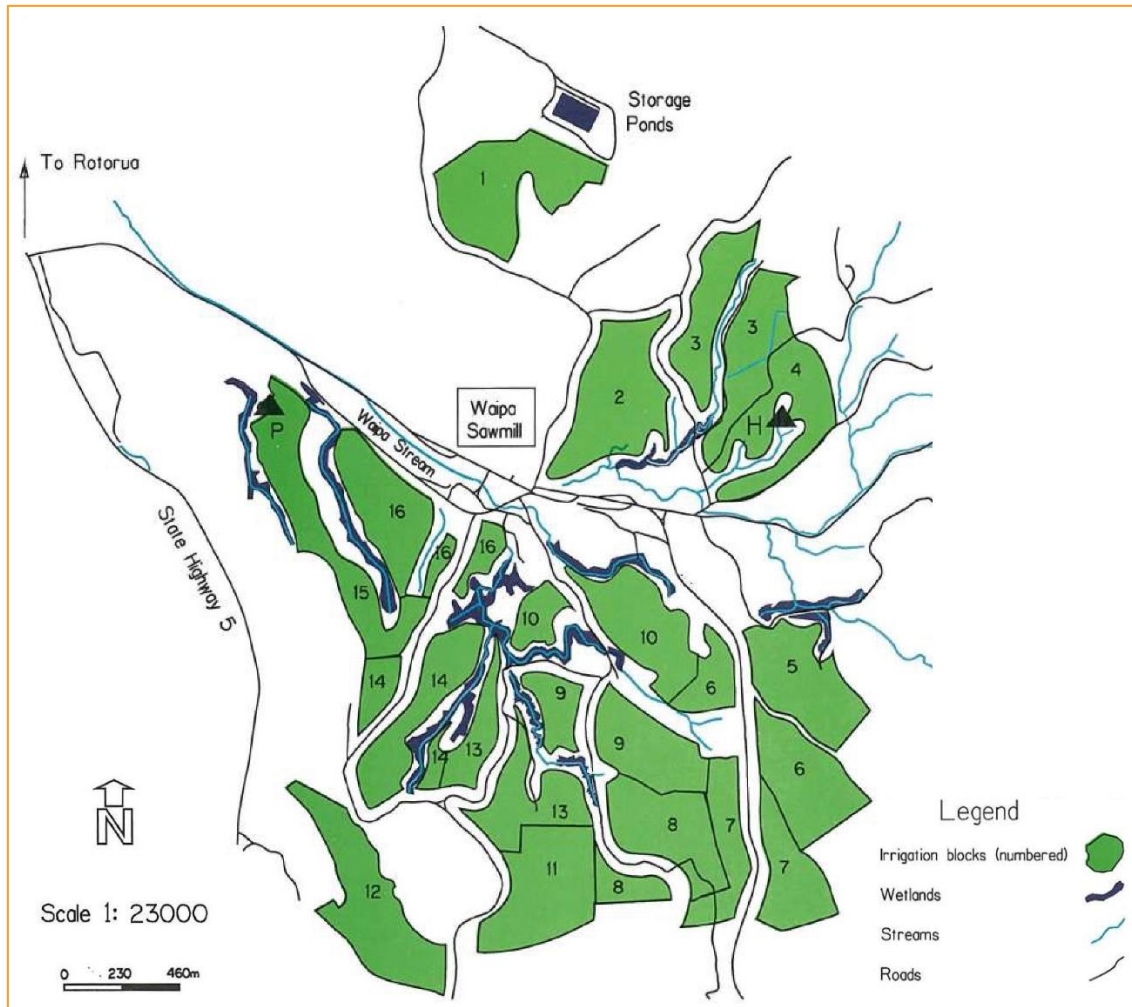 Storage
Ponds
To Rotorua
1
3
3
4
2
Waipa
Sawmill
H
P
Waipa Stream
16
16
16
State Highway 5
15
10
10
5
14
14
9
6
13
9
14
6
N
13
8
7
Legend
Irrigation blocks (numbered)
11
7
12
8
Wetlands
Scale 1: 23000
Streams
0 230 460m
Roads